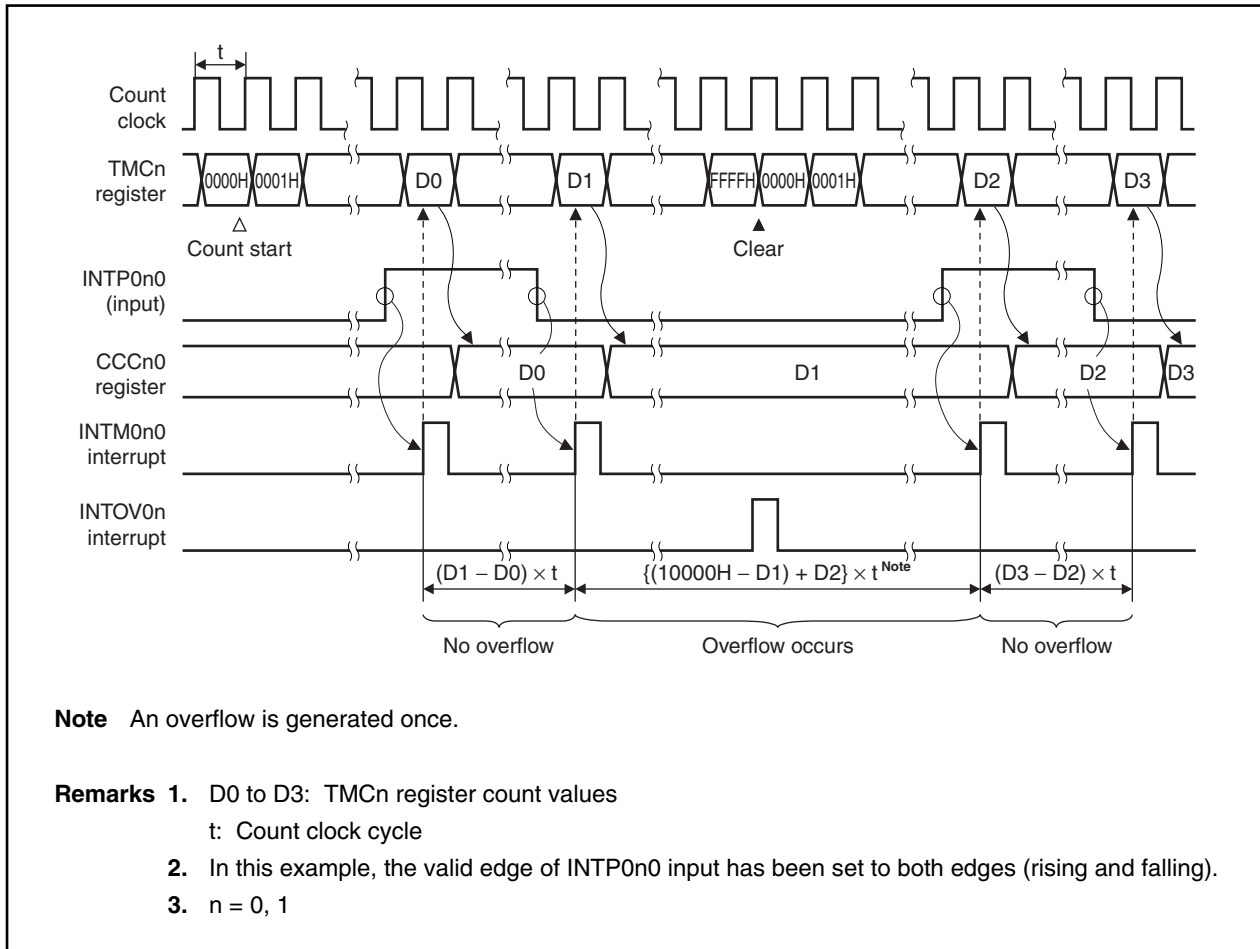 t
Count
clock
TMCn
register
0000H 0001H D0 D1 FFFFH 0000H 0001H D2 D3
Count start Clear
INTP0n0
(input)
CCCn0
register
D0 D1 D2 D3
INTM0n0
interrupt
INTOV0n
interrupt
(D1 − D0) × t {(10000H − D1) + D2} × t Note (D3 − D2) × t
No overflow Overflow occurs No overflow
Note An overflow is generated once.
Remarks 1. D0 to D3: TMCn register count values
t: Count clock cycle
2. In this example, the valid edge of INTP0n0 input has been set to both edges (rising and falling).
3. n = 0, 1